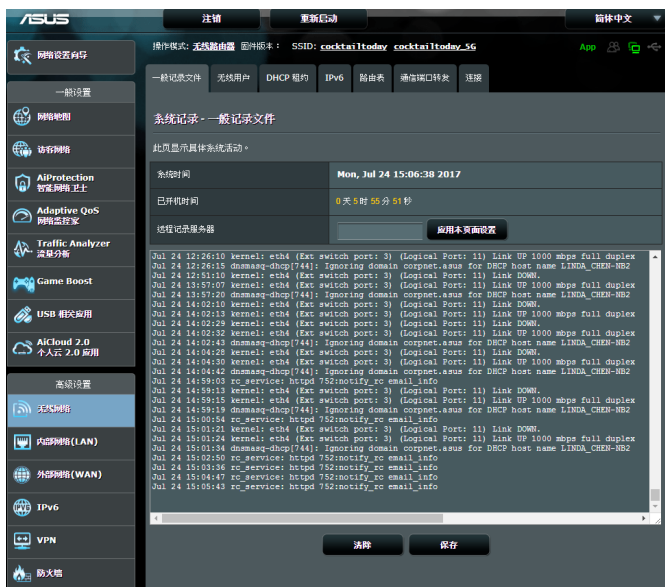 ASUS
注销
重新启动
简体中文
操作模式: 无线路由器 固件版本: SSID: cocktailtoday cocktailtoday_5G
App
网络设置向导
一般设置
网络地图
访客网络
AiProtection
智能网络卫士
Adaptive QoS
网络监控家
Traffic Analyzer
流量分析
Game Boost
USB 相关应用
AiCloud 2.0
个人云 2.0 应用
高级设置
无线网络
内部网络(LAN)
外部网络(WAN)
IPv6
VPN
防火墙
一般记录文件
无线用户
DHCP 租约
IPv6
路由表
通信端口转发
连接
系统记录 - 一般记录文件
此页显示具体系统活动。
系统时间
Mon, Jul 24 15:06:38 2017
已开机时间
0 天 5 时 55 分 51 秒
远程记录服务器
应用本页面设置
Jul 24 12:26:10 kernel: eth4 (Ext switch port: 3) (Logical Port: 11) Link UP 1000 mbps full duplex
Jul 24 12:26:15 dnsmasq-dhcp[744]: Ignoring domain corpnet.asus for DHCP host name LINDA_CHEN-NB2
Jul 24 12:51:10 kernel: eth4 (Ext switch port: 3) (Logical Port: 11) Link DOWN.
Jul 24 13:57:07 kernel: eth4 (Ext switch port: 3) (Logical Port: 11) Link UP 1000 mbps full duplex
Jul 24 13:57:20 dnsmasq-dhcp[744]: Ignoring domain corpnet.asus for DHCP host name LINDA_CHEN-NB2
Jul 24 14:02:10 kernel: eth4 (Ext switch port: 3) (Logical Port: 11) Link DOWN.
Jul 24 14:02:13 kernel: eth4 (Ext switch port: 3) (Logical Port: 11) Link UP 1000 mbps full duplex
Jul 24 14:02:29 kernel: eth4 (Ext switch port: 3) (Logical Port: 11) Link DOWN.
Jul 24 14:02:32 kernel: eth4 (Ext switch port: 3) (Logical Port: 11) Link UP 1000 mbps full duplex
Jul 24 14:02:43 dnsmasq-dhcp[744]: Ignoring domain corpnet.asus for DHCP host name LINDA_CHEN-NB2
Jul 24 14:04:28 kernel: eth4 (Ext switch port: 3) (Logical Port: 11) Link DOWN.
Jul 24 14:04:30 kernel: eth4 (Ext switch port: 3) (Logical Port: 11) Link UP 1000 mbps full duplex
Jul 24 14:04:42 dnsmasq-dhcp[744]: Ignoring domain corpnet.asus for DHCP host name LINDA_CHEN-NB2
Jul 24 14:59:03 rc_service: httpd 752:notify_rc email_info
Jul 24 14:59:13 kernel: eth4 (Ext switch port: 3) (Logical Port: 11) Link DOWN.
Jul 24 14:59:15 kernel: eth4 (Ext switch port: 3) (Logical Port: 11) Link UP 1000 mbps full duplex
Jul 24 14:59:19 dnsmasq-dhcp[744]: Ignoring domain corpnet.asus for DHCP host name LINDA_CHEN-NB2
Jul 24 15:00:54 rc_service: httpd 752:notify_rc email_info
Jul 24 15:01:21 kernel: eth4 (Ext switch port: 3) (Logical Port: 11) Link DOWN.
Jul 24 15:01:24 kernel: eth4 (Ext switch port: 3) (Logical Port: 11) Link UP 1000 mbps full duplex
Jul 24 15:01:34 dnsmasq-dhcp[744]: Ignoring domain corpnet.asus for DHCP host name LINDA_CHEN-NB2
Jul 24 15:02:50 rc_service: httpd 752:notify_rc email_info
Jul 24 15:03:36 rc_service: httpd 752:notify_rc email_info
Jul 24 15:04:47 rc_service: httpd 752:notify_rc email_info
Jul 24 15:05:43 rc_service: httpd 752:notify_rc email_info
清除
保存